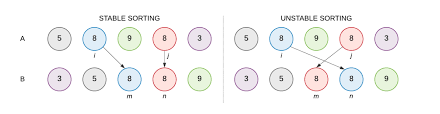 STABLE SORTING UNSTABLE SORTING
A 5 8 9 8 3 5 8 9 8 3
i j i j
B 3 5 8 8 9 3 5 8 8 9
m n m n